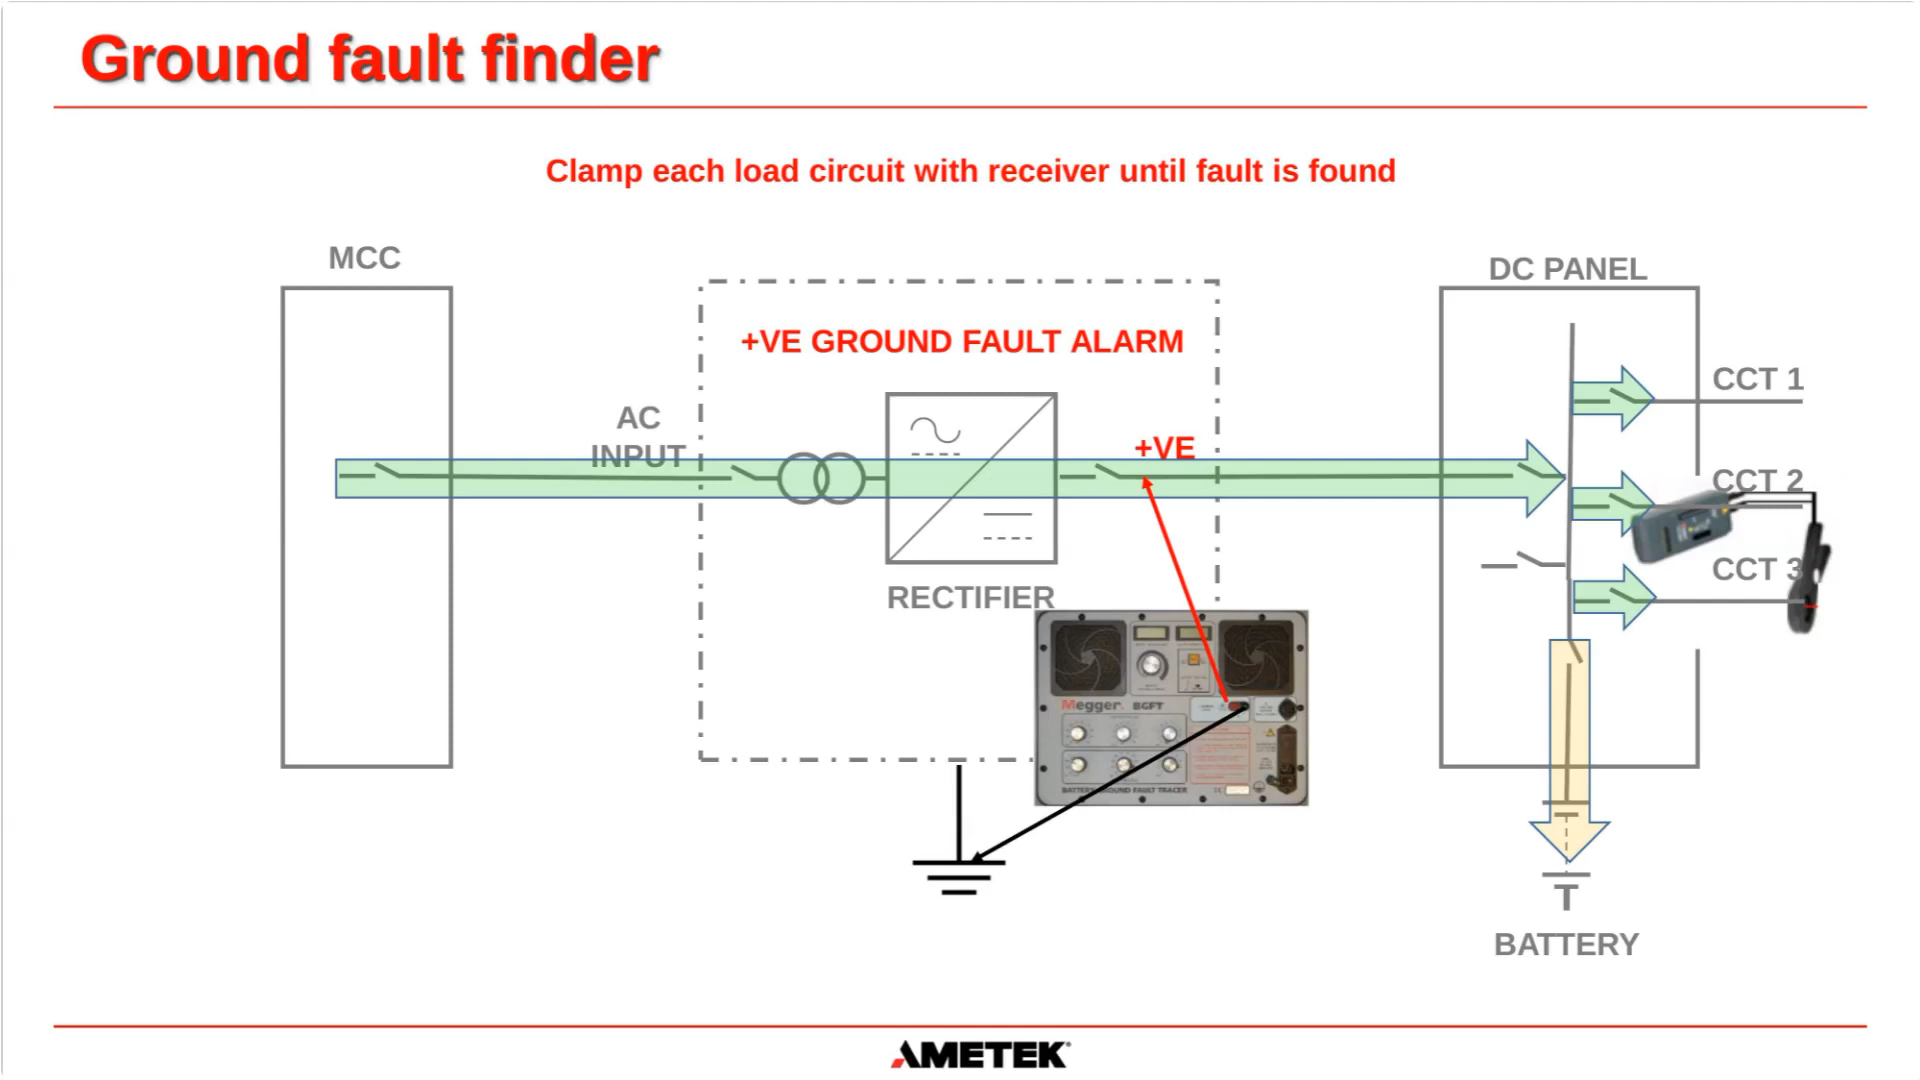 Ground fault finder
Clamp each load circuit with receiver until fault is found
MCC
DC PANEL
+VE GROUND FAULT ALARM
CCT 1
AC
INPUT
+VE
CCT 2
CCT 3
RECTIFIER
Megger. BGFT
BATTERY GROUND FAULT TRACER
BATTERY
AMETEK